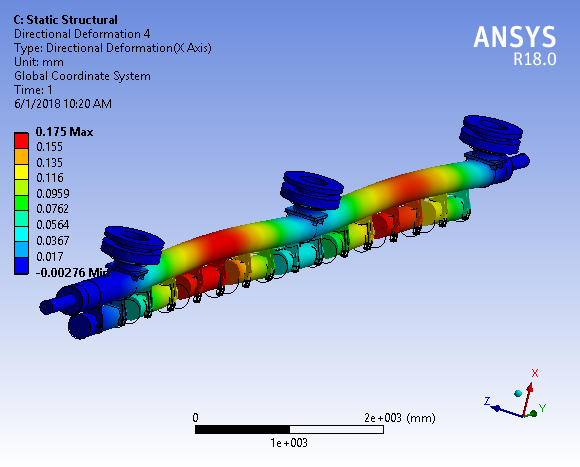 C: Static Structural
Directional Deformation 4
Type: Directional Deformation(X Axis)
Unit: mm
Global Coordinate System
Time: 1
6/1/2018 10:20 AM
ANSYS
R18.0
0.175 Max
0.155
0.135
0.116
0.0959
0.0762
0.0564
0.0367
0.017
-0.00276 Min
X
Z
Y
0
2e+003 (mm)
1e+003